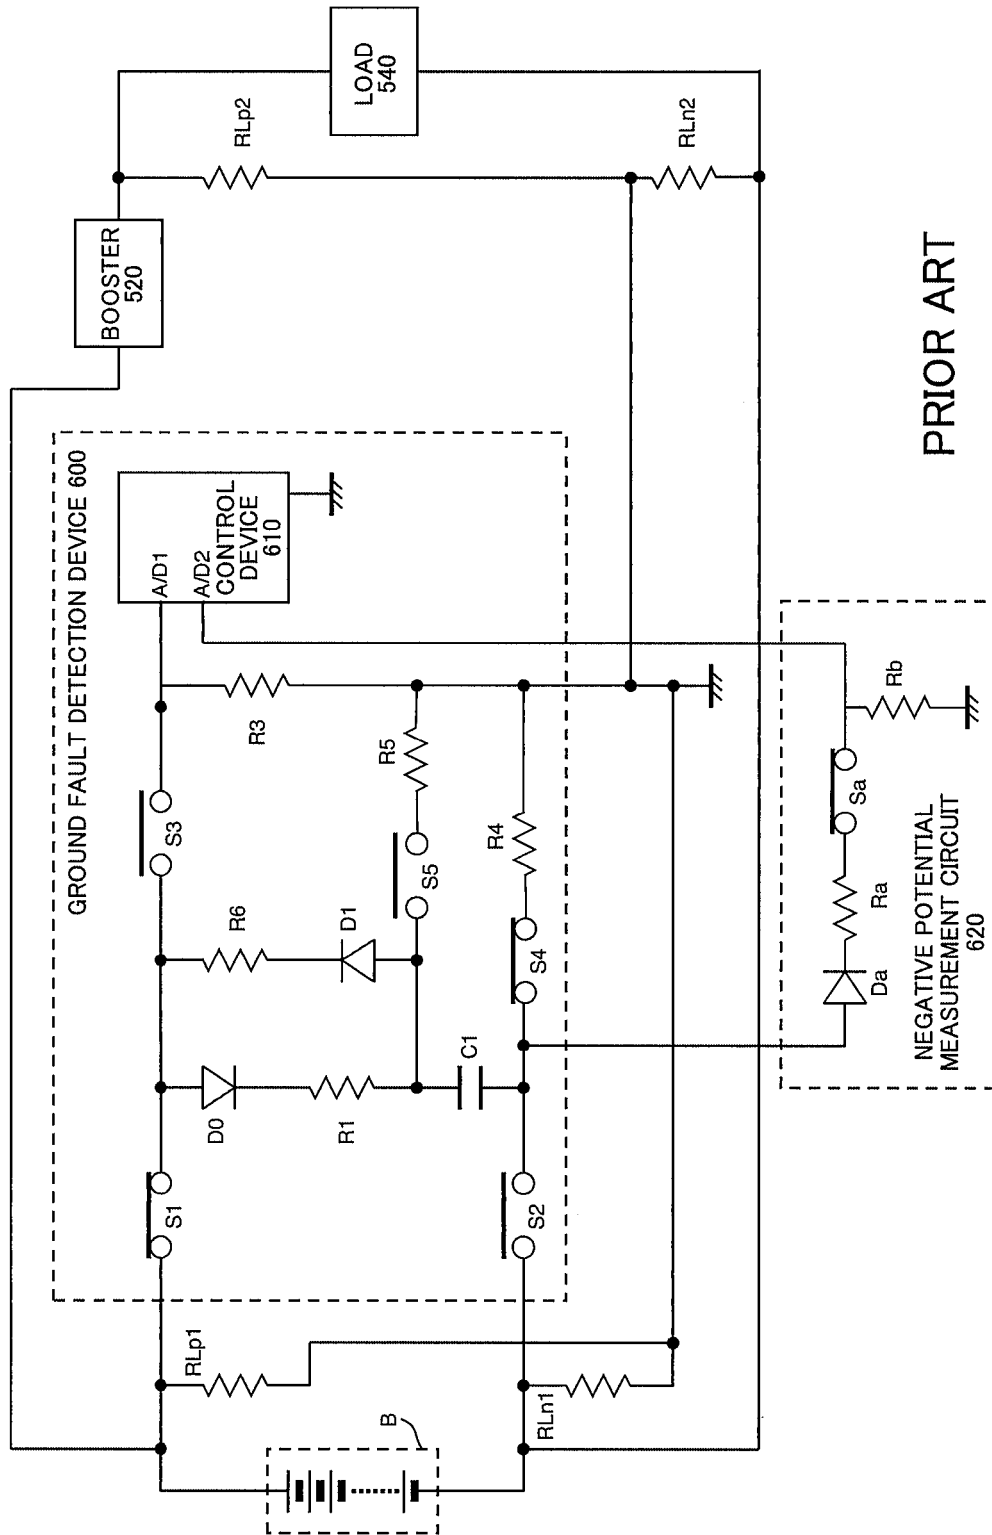 LOAD
540
RLp2
RLn2
BOOSTER
520
GROUND FAULT DETECTION DEVICE 600
CONTROL
DEVICE
610
A/D1
A/D2
R3
R5
S3
S5
R4
R6
D1
S4
D0
R1
C1
S1
S2
RLp1
RLn1
B
Rb
Sa
Ra
Da
NEGATIVE POTENTIAL
MEASUREMENT CIRCUIT
620
PRIOR ART